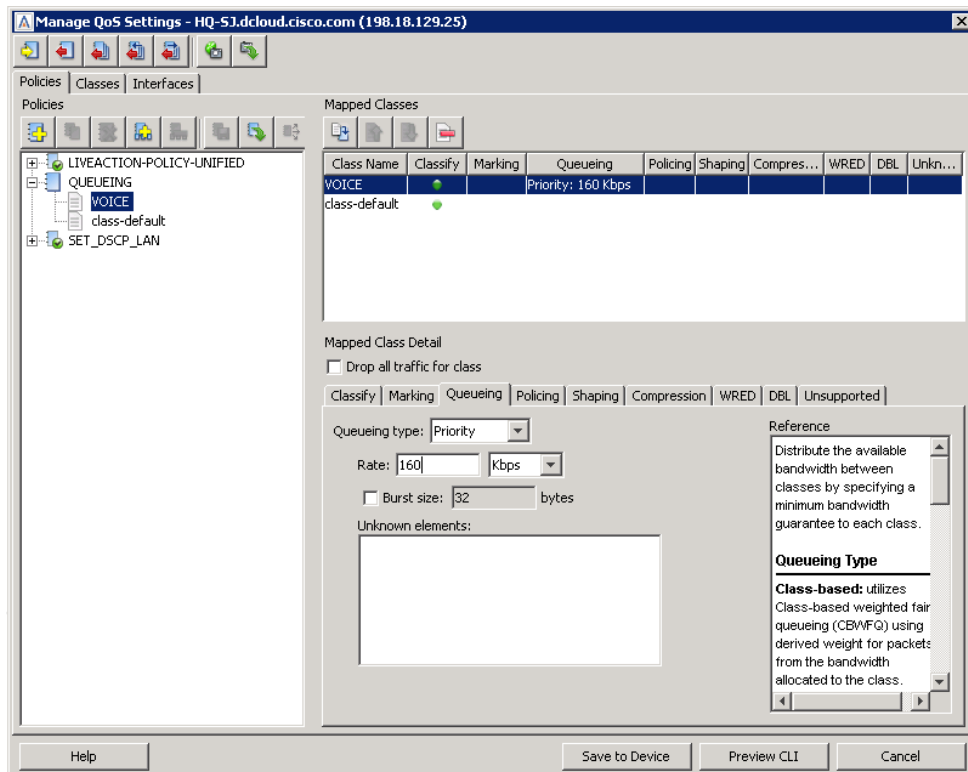 Manage QoS Settings - HQ-SJ.dcloud.cisco.com (198.18.129.25)
Policies Classes Interfaces
Policies
LIVEACTION-POLICY-UNIFIED
QUEUEING
VOICE
class-default
SET_DSCP_LAN
Mapped Classes
Class Name Classify Marking Queueing Policing Shaping Compres... WRED DBL Unkn...
VOICE Priority: 160 Kbps
class-default
Mapped Class Detail
Drop all traffic for class
Classify Marking Queueing Policing Shaping Compression WRED DBL Unsupported
Queueing type: Priority
Rate: 160 Kbps
Burst size: 32 bytes
Unknown elements:
Reference
Distribute the available
bandwidth between
classes by specifying a
minimum bandwidth
guarantee to each class.
Queueing Type
Class-based: utilizes
Class-based weighted fair
queueing (CBWFQ) using
derived weight for packets
from the bandwidth
allocated to the class.
Help Save to Device Preview CLI Cancel